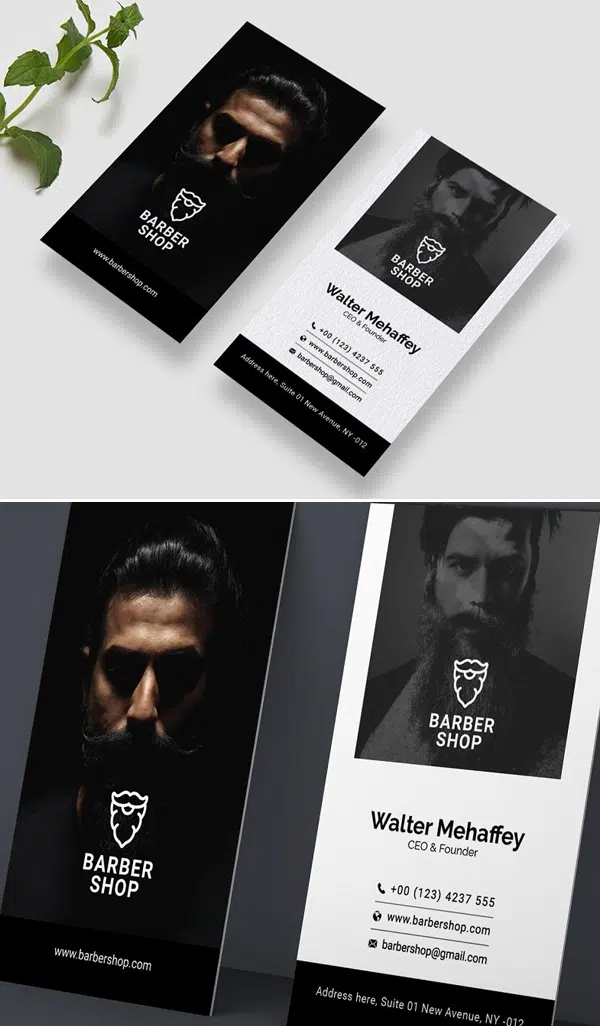 BARBER
SHOP
www.barbershop.com
BARBER
SHOP
Walter Mehaffey
CEO & Founder
+00 (123) 4237 555
www.barbershop.com
barbershop@gmail.com
Address here, Suite 01 New Avenue, NY -012
BARBER
SHOP
www.barbershop.com
BARBER
SHOP
Walter Mehaffey
CEO & Founder
+00 (123) 4237 555
www.barbershop.com
barbershop@gmail.com
Address here, Suite 01 New Avenue, NY -012